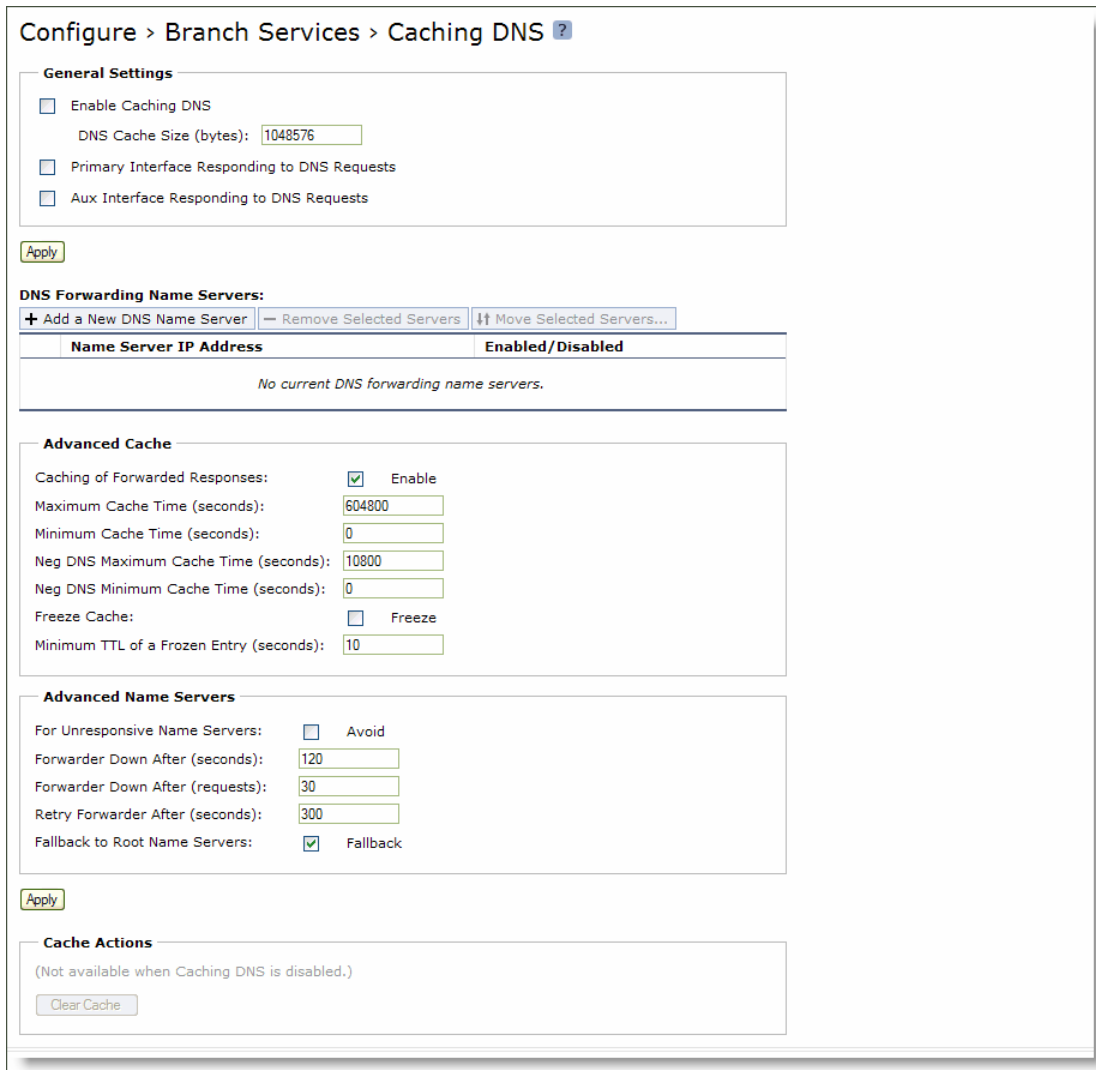 Configure > Branch Services > Caching DNS ?
General Settings
Enable Caching DNS
DNS Cache Size (bytes): 1048576
Primary Interface Responding to DNS Requests
Aux Interface Responding to DNS Requests
Apply
DNS Forwarding Name Servers:
+ Add a New DNS Name Server — Remove Selected Servers Move Selected Servers...
Name Server IP Address Enabled/Disabled
No current DNS forwarding name servers.
Advanced Cache
Caching of Forwarded Responses: Enable
Maximum Cache Time (seconds): 604800
Minimum Cache Time (seconds): 0
Neg DNS Maximum Cache Time (seconds): 10800
Neg DNS Minimum Cache Time (seconds): 0
Freeze Cache: Freeze
Minimum TTL of a Frozen Entry (seconds): 10
Advanced Name Servers
For Unresponsive Name Servers: Avoid
Forwarder Down After (seconds): 120
Forwarder Down After (requests): 30
Retry Forwarder After (seconds): 300
Fallback to Root Name Servers: Fallback
Apply
Cache Actions
(Not available when Caching DNS is disabled.)
Clear Cache